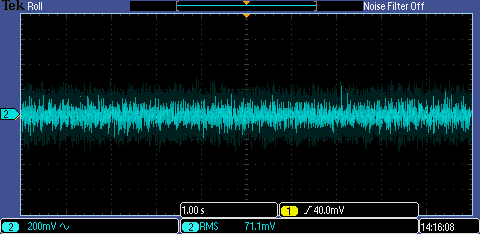 Tek Roll Noise Filter Off
2
1.00 s 1 / 40.0mV
2 200mV ∿ 2 RMS 71.1mV 14:16:08